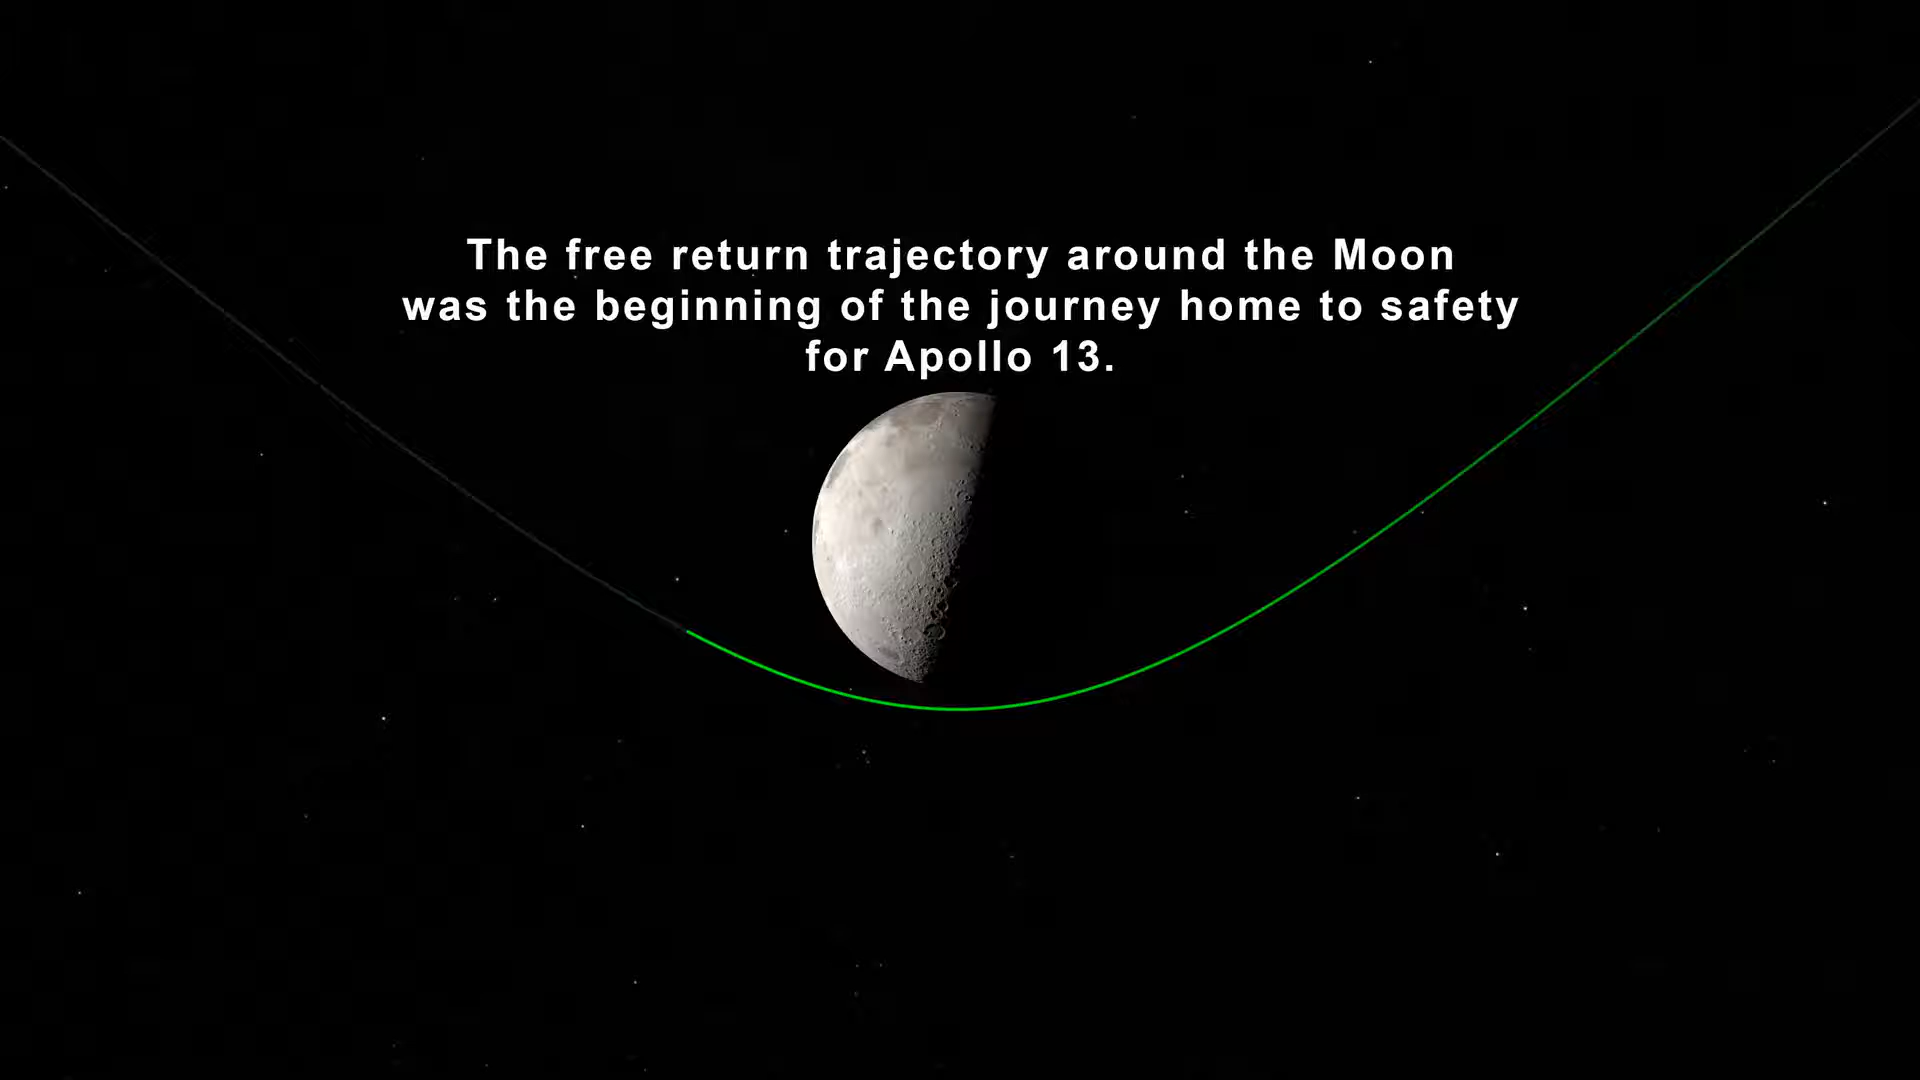 The free return trajectory around the Moon
was the beginning of the journey home to safety
for Apollo 13.